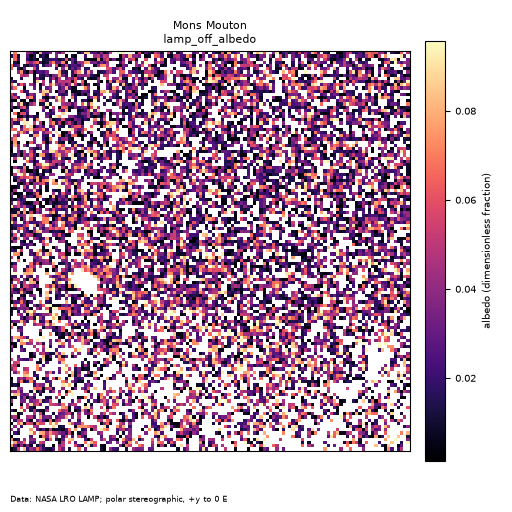 Mons Mouton
lamp_off_albedo
0.08
0.06
0.04
0.02
albedo (dimensionless fraction)
Data: NASA LRO LAMP; polar stereographic, +y to 0 E